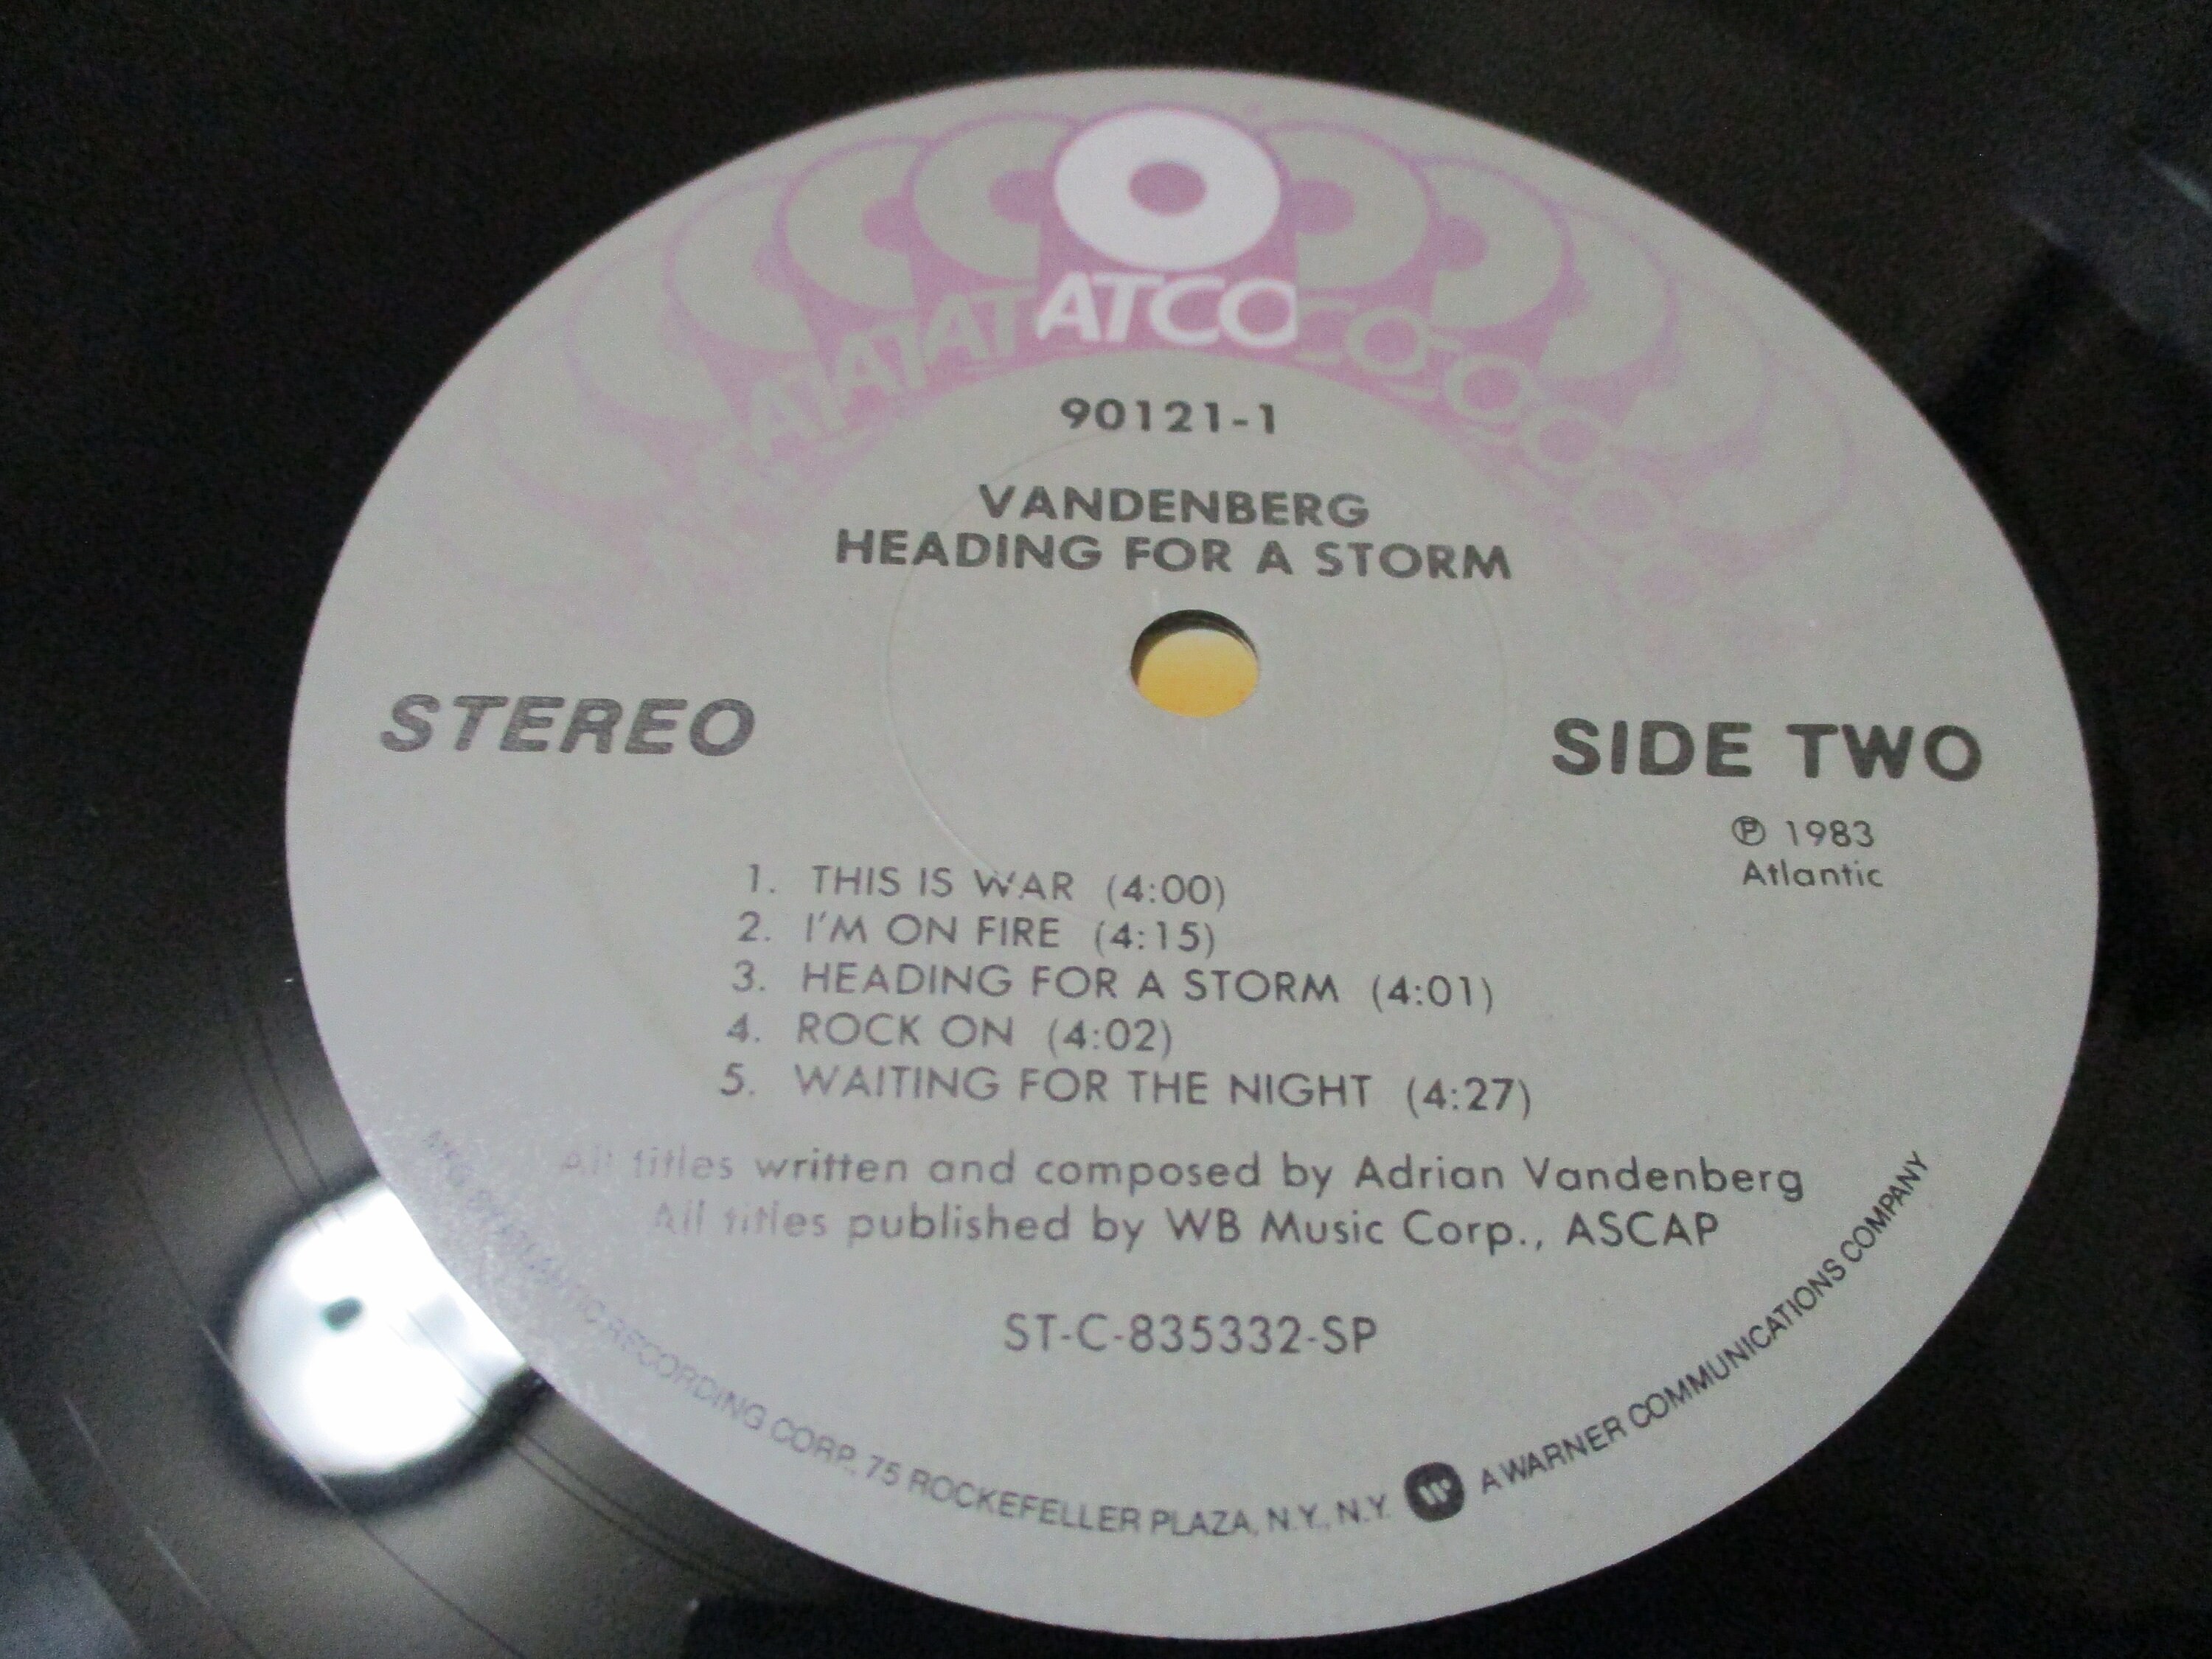 ATCO
90121-1
VANDENBERG
HEADING FOR A STORM
STEREO
SIDE TWO
℗ 1983
Atlantic
1. THIS IS WAR (4:00)
2. I'M ON FIRE (4:15)
3. HEADING FOR A STORM (4:01)
4. ROCK ON (4:02)
5. WAITING FOR THE NIGHT (4:27)
All titles written and composed by Adrian Vandenberg
All titles published by WB Music Corp., ASCAP
ST-C-835332-SP
MFG. BY ATLANTIC RECORDING CORP., 75 ROCKEFELLER PLAZA, N.Y., N.Y. A WARNER COMMUNICATIONS COMPANY